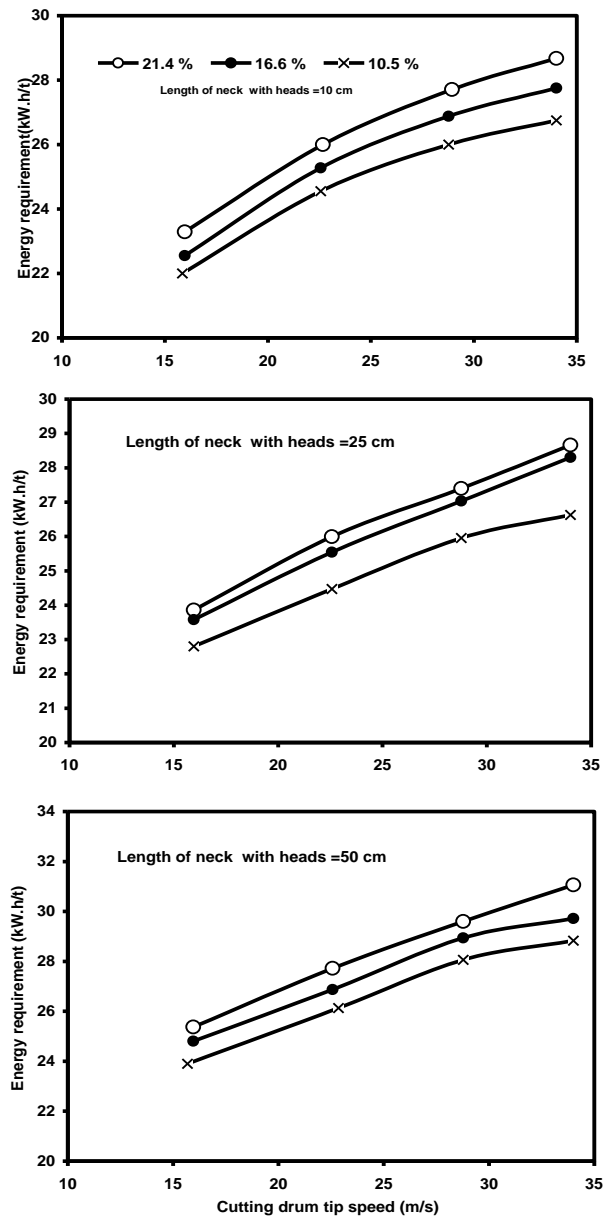 30
28
26
24
22
20
Energy requirement(kW.h/t)
21.4 % 16.6 % 10.5 %
Length of neck with heads =10 cm
10 15 20 25 30 35
30
29
28
27
26
25
24
23
22
21
20
Energy requirement (kW.h/t)
Length of neck with heads =25 cm
10 15 20 25 30 35
34
32
30
28
26
24
22
20
Energy requirement (kW.h/t)
Length of neck with heads =50 cm
10 15 20 25 30 35
Cutting drum tip speed (m/s)